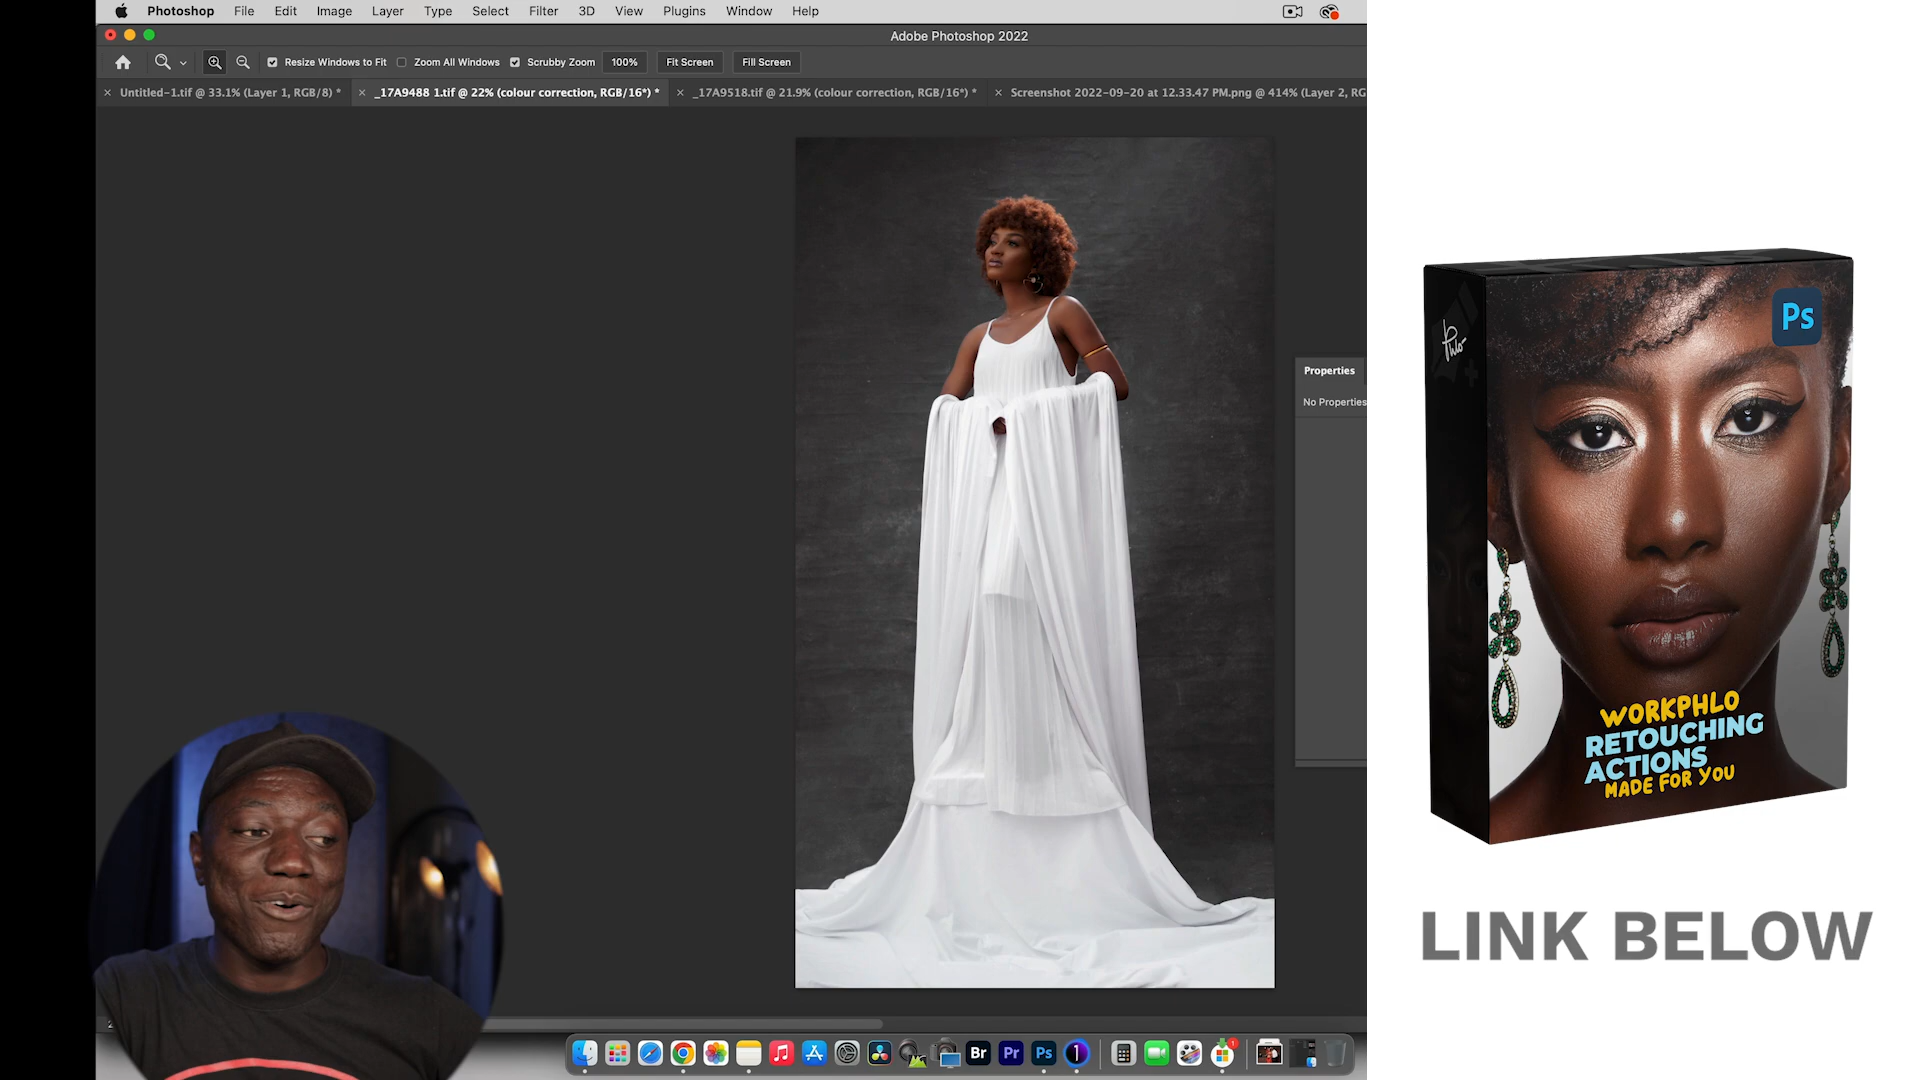 Photoshop File Edit Image Layer Type Select Filter 3D View Plugins Window Help
Adobe Photoshop 2022
Resize Windows to Fit Zoom All Windows Scrubby Zoom 100% Fit Screen Fill Screen
Untitled-1.tif @ 33.1% (Layer 1, RGB/8) *
_17A9488 1.tif @ 22% (colour correction, RGB/16*) *
_17A9518.tif @ 21.9% (colour correction, RGB/16*) *
Screenshot 2022-09-20 at 12.33.47 PM.png @ 414% (Layer 2, RG
Properties
No Properties
Ps
Phlo
WORKPHLO
RETOUCHING
ACTIONS
MADE FOR YOU
LINK BELOW
Br Pr Ps 1
1